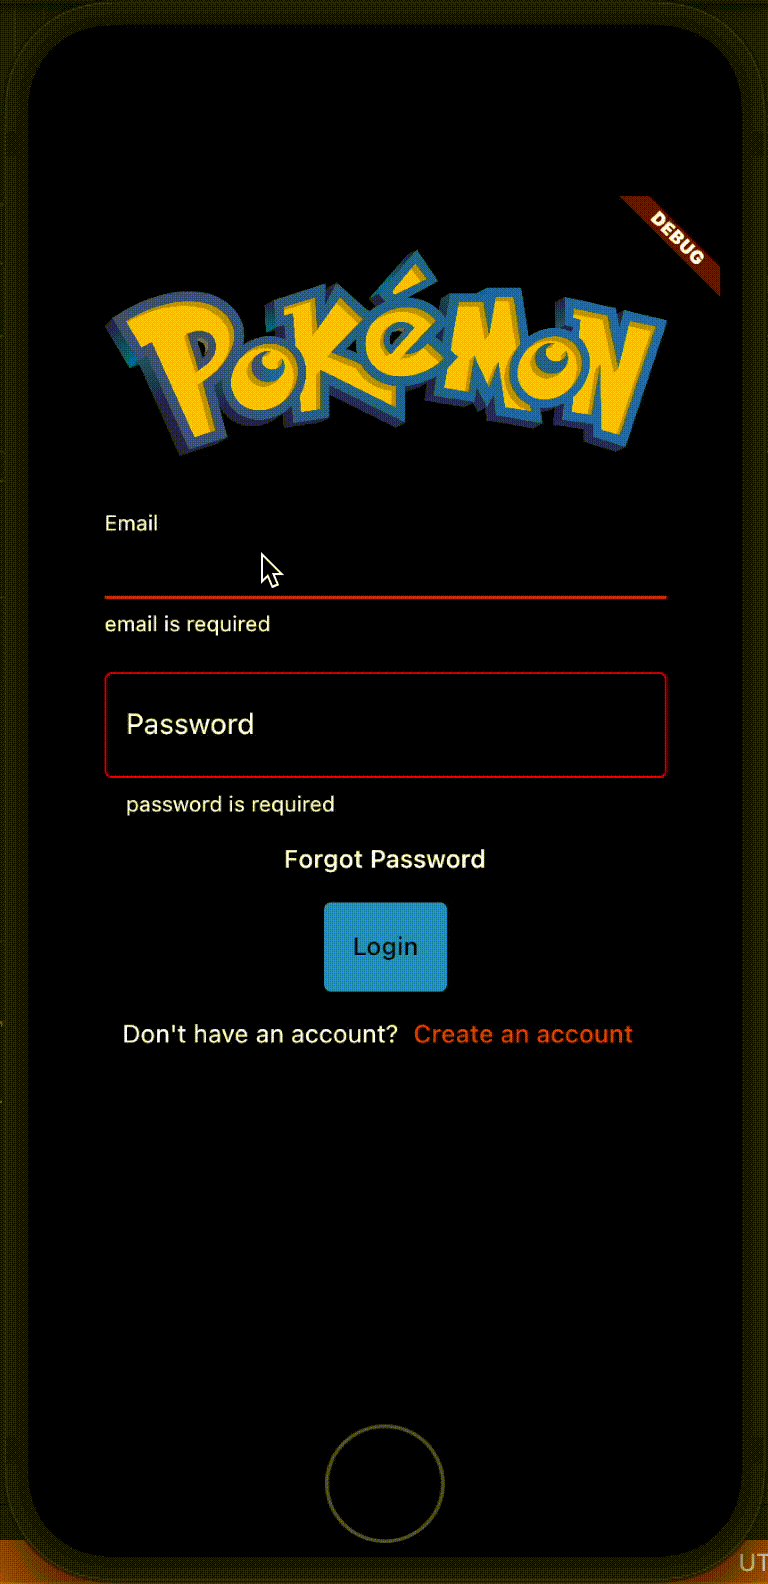 DEBUG
POKéMON
Email
email is required
Password
password is required
Forgot Password
Login
Don't have an account? Create an account
UT